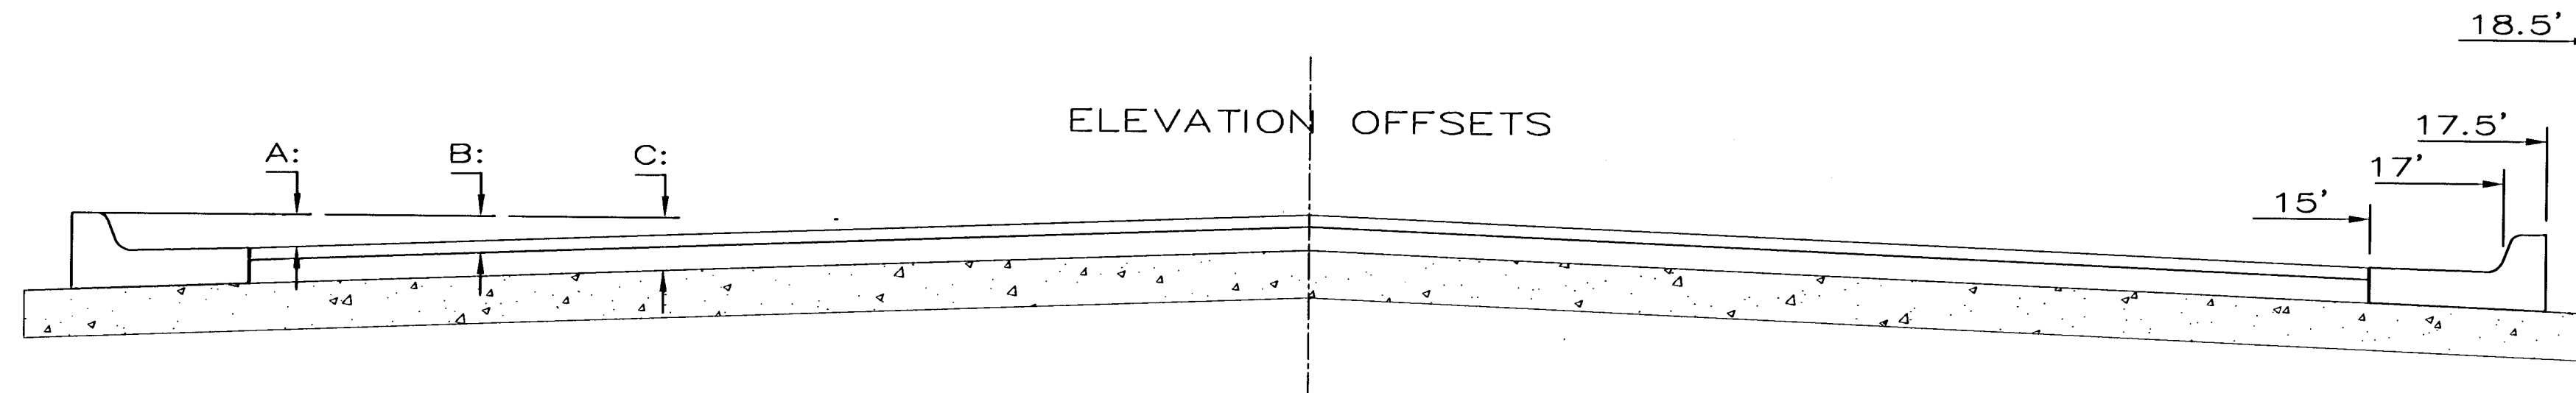 18.5'
ELEVATION OFFSETS
17.5'
A:
B:
C:
17'
15'